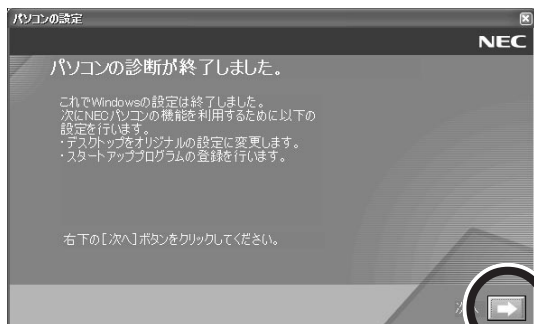 パソコンの設定
NEC
パソコンの診断が終了しました。
これでWindowsの設定は終了しました。
次にNECパソコンの機能を利用するために以下の
設定を行います。
・デスクトップをオリジナルの設定に変更します。
・スタートアッププログラムの登録を行います。
右下の[次へ]ボタンをクリックしてください。
次へ